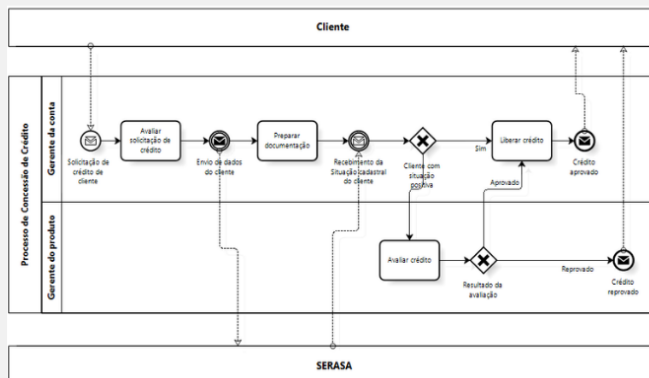 Cliente
Processo de Concessão de Crédito
Gerente da conta
Solicitação de
crédito de
cliente
Avaliar
solicitação de
crédito
Envio de dados
do cliente
Preparar
documentação
Recebimento da
Situação cadastral
do cliente
Cliente com
situação
positiva
Sim
Liberar crédito
Crédito
aprovado
Aprovado
Gerente do produto
Avaliar crédito
Resultado da
avaliação
Reprovado
Crédito
reprovado
SERASA